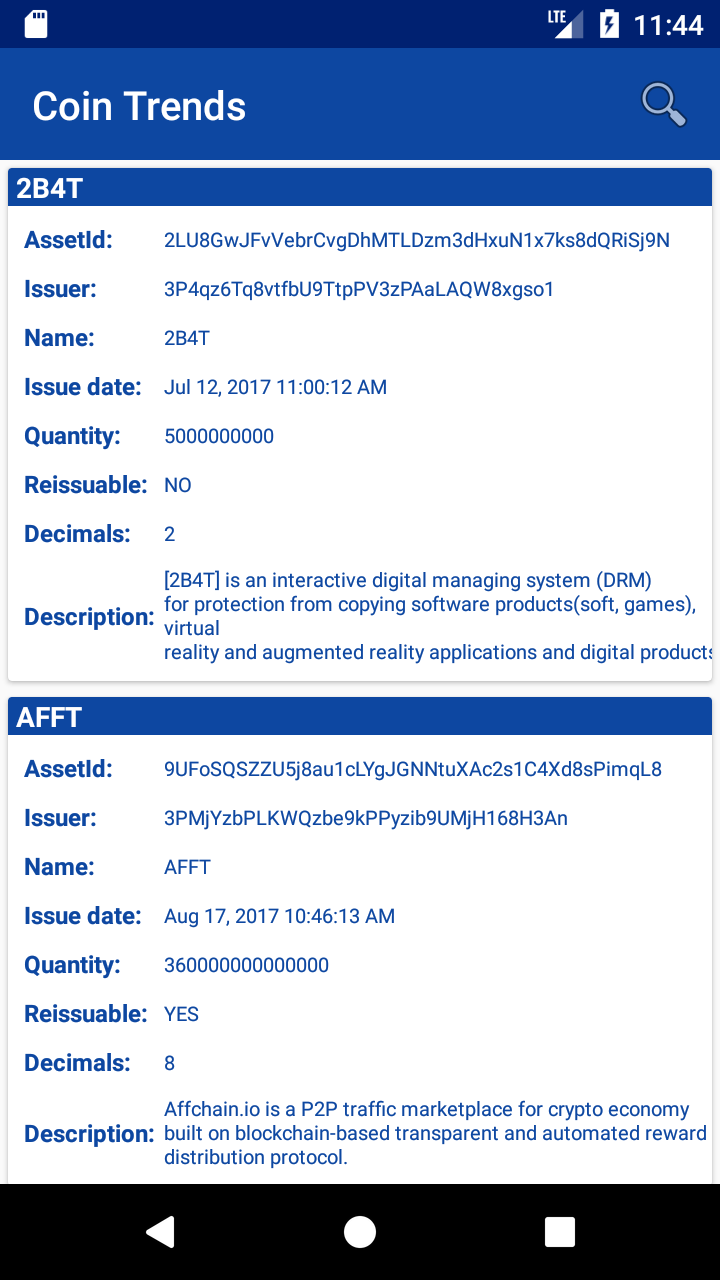 LTE 11:44
Coin Trends
2B4T
AssetId: 2LU8GwJFvVebrCvgDhMTLDzm3dHxuN1x7ks8dQRiSj9N
Issuer: 3P4qz6Tq8vtfbU9TtpPV3zPAaLAQW8xgso1
Name: 2B4T
Issue date: Jul 12, 2017 11:00:12 AM
Quantity: 5000000000
Reissuable: NO
Decimals: 2
Description: [2B4T] is an interactive digital managing system (DRM)
for protection from copying software products(soft, games),
virtual
reality and augmented reality applications and digital products
AFFT
AssetId: 9UFoSQSZZU5j8au1cLYgJGNNtuXAc2s1C4Xd8sPimqL8
Issuer: 3PMjYzbPLKWQzbe9kPPyzib9UMjH168H3An
Name: AFFT
Issue date: Aug 17, 2017 10:46:13 AM
Quantity: 360000000000000
Reissuable: YES
Decimals: 8
Description: Affchain.io is a P2P traffic marketplace for crypto economy
built on blockchain-based transparent and automated reward
distribution protocol.